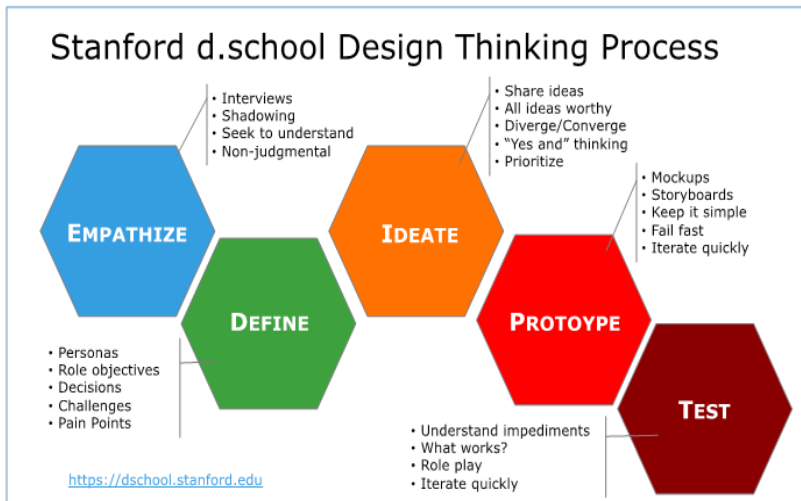 Stanford d.school Design Thinking Process
• Interviews
• Shadowing
• Seek to understand
• Non-judgmental
EMPATHIZE
• Personas
• Role objectives
• Decisions
• Challenges
• Pain Points
DEFINE
• Share ideas
• All ideas worthy
• Diverge/Converge
• “Yes and” thinking
• Prioritize
IDEATE
• Mockups
• Storyboards
• Keep it simple
• Fail fast
• Iterate quickly
PROTOYPE
• Understand impediments
• What works?
• Role play
• Iterate quickly
TEST
https://dschool.stanford.edu